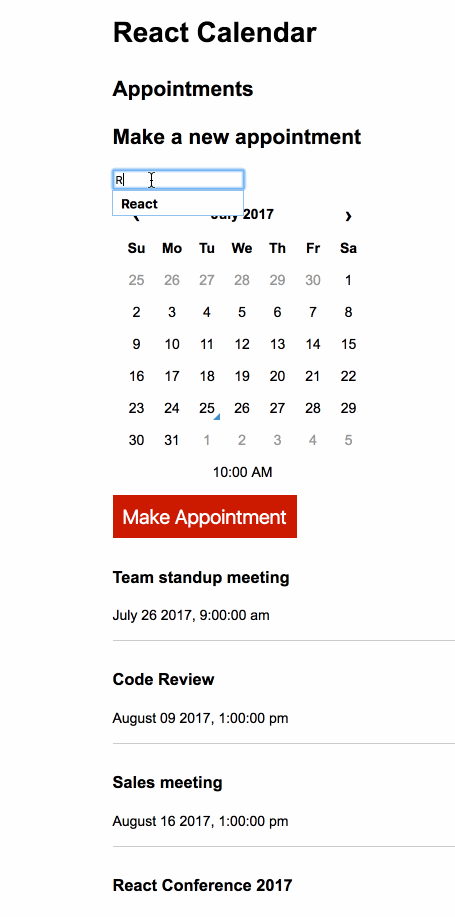 React Calendar
Appointments
Make a new appointment
R
React
July 2017 ›
Su Mo Tu We Th Fr Sa
25 26 27 28 29 30 1
2 3 4 5 6 7 8
9 10 11 12 13 14 15
16 17 18 19 20 21 22
23 24 25 26 27 28 29
30 31 1 2 3 4 5
10:00 AM
Make Appointment
Team standup meeting
July 26 2017, 9:00:00 am
Code Review
August 09 2017, 1:00:00 pm
Sales meeting
August 16 2017, 1:00:00 pm
React Conference 2017